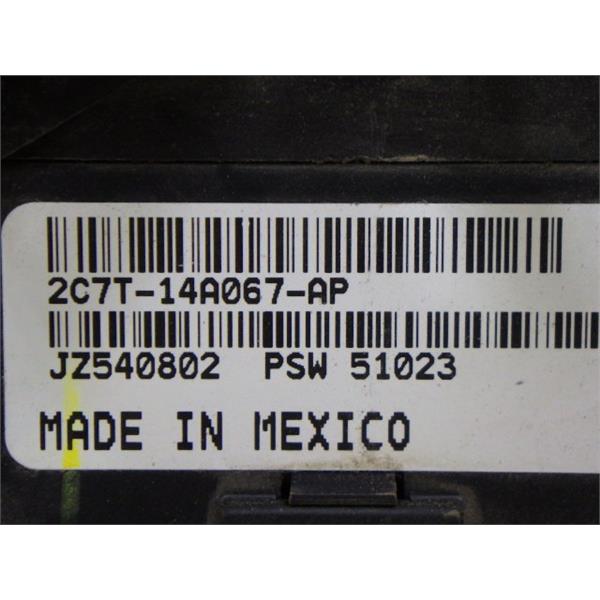 2C7T-14A067-AP
JZ540802 PSW 51023
MADE IN MEXICO